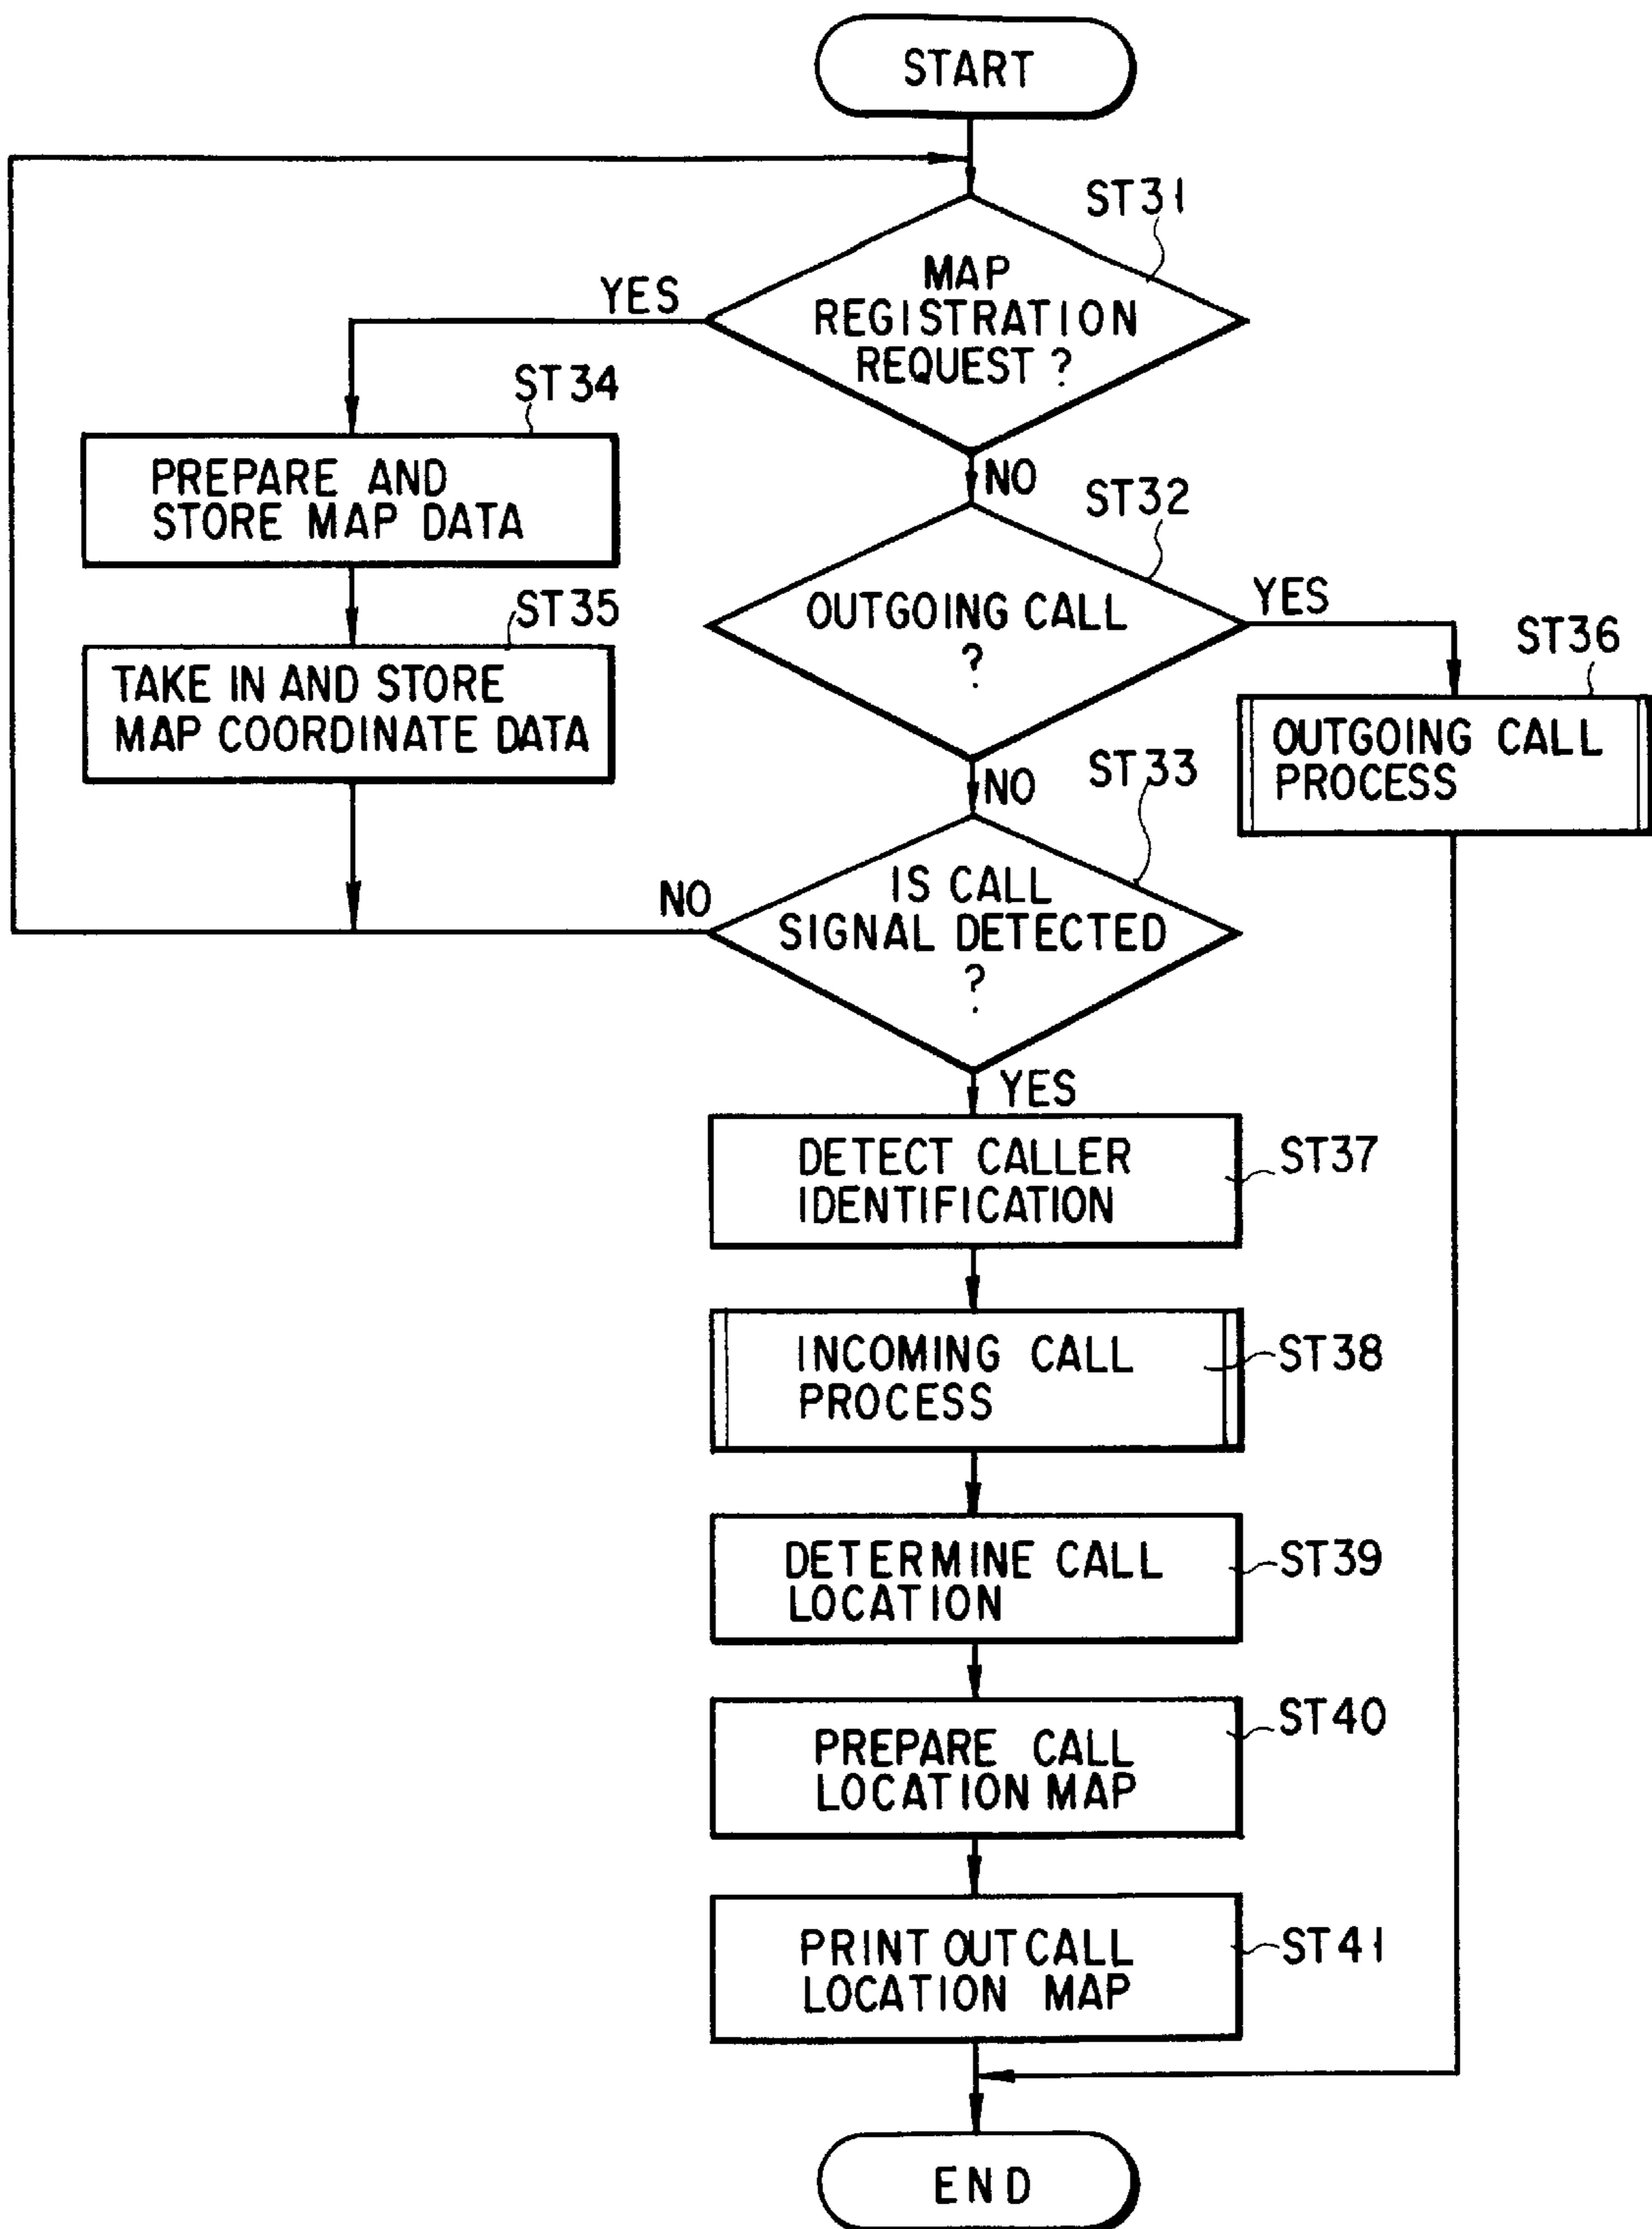 START
ST31
MAP
REGISTRATION
REQUEST ?
YES
ST34
PREPARE AND
STORE MAP DATA
NO
ST32
OUTGOING CALL
?
YES
ST35
TAKE IN AND STORE
MAP COORDINATE DATA
ST36
OUTGOING CALL
PROCESS
NO
ST33
IS CALL
SIGNAL DETECTED
?
NO
YES
DETECT CALLER
IDENTIFICATION
ST37
INCOMING CALL
PROCESS
ST38
DETERMINE CALL
LOCATION
ST39
PREPARE CALL
LOCATION MAP
ST40
PRINT OUT CALL
LOCATION MAP
ST41
END